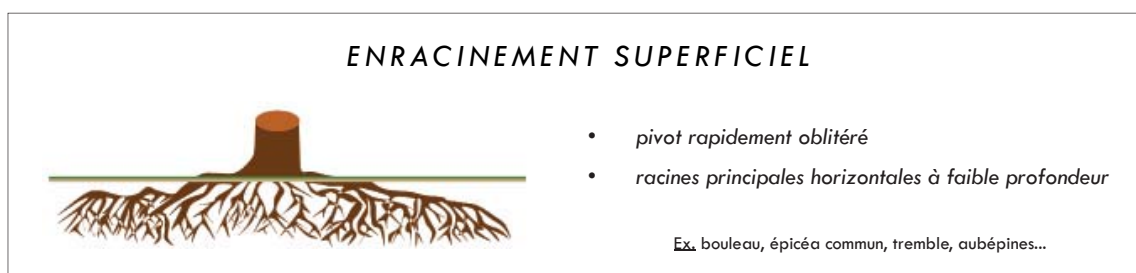 ENRACINEMENT SUPERFICIEL
• pivot rapidement oblitéré
• racines principales horizontales à faible profondeur
Ex. bouleau, épicéa commun, tremble, aubépines...